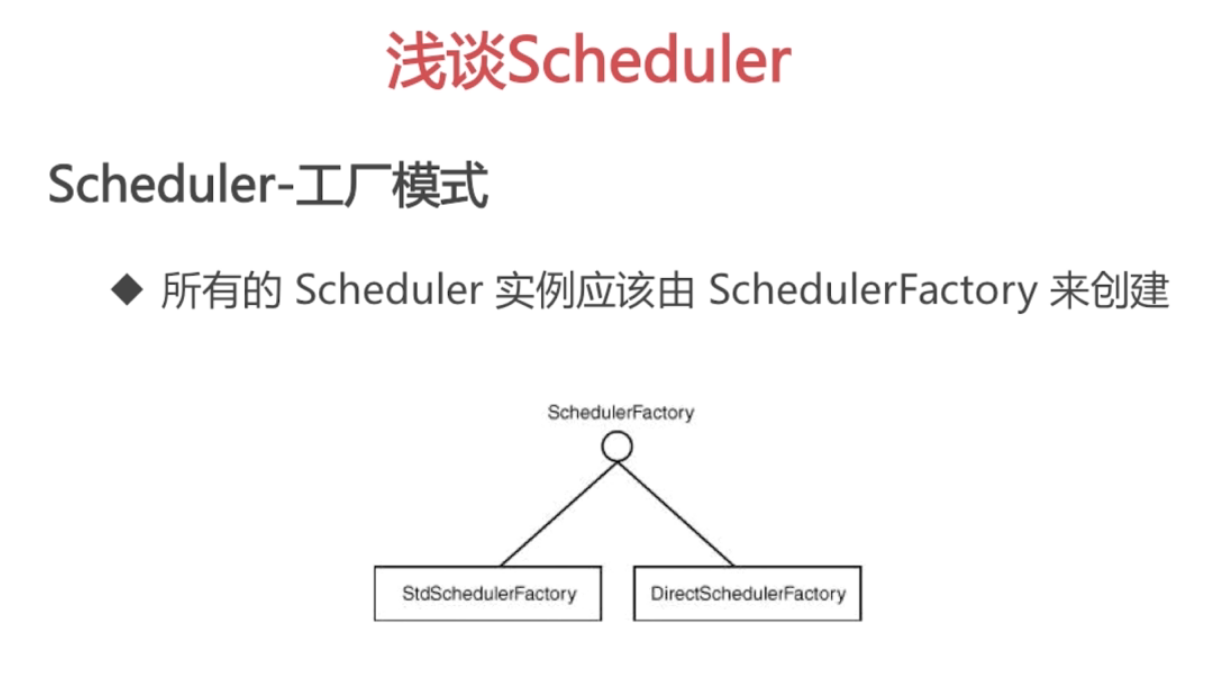 浅谈Scheduler
Scheduler-工厂模式
◆ 所有的 Scheduler 实例应该由 SchedulerFactory 来创建
SchedulerFactory
StdSchedulerFactory
DirectSchedulerFactory